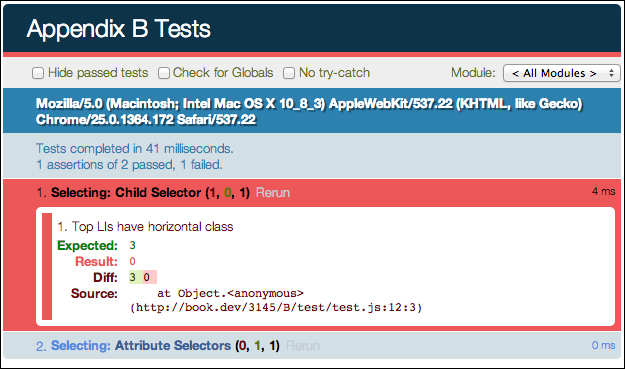 Appendix B Tests
Hide passed tests Check for Globals No try-catch Module: < All Modules >
Mozilla/5.0 (Macintosh; Intel Mac OS X 10_8_3) AppleWebKit/537.22 (KHTML, like Gecko)
Chrome/25.0.1364.172 Safari/537.22
Tests completed in 41 milliseconds.
1 assertions of 2 passed, 1 failed.
1. Selecting: Child Selector (1, 0, 1) Rerun 4 ms
1. Top LIs have horizontal class
Expected: 3
Result: 0
Diff: 3 0
Source: at Object.<anonymous>
(http://book.dev/3145/B/test/test.js:12:3)
2. Selecting: Attribute Selectors (0, 1, 1) Rerun 0 ms